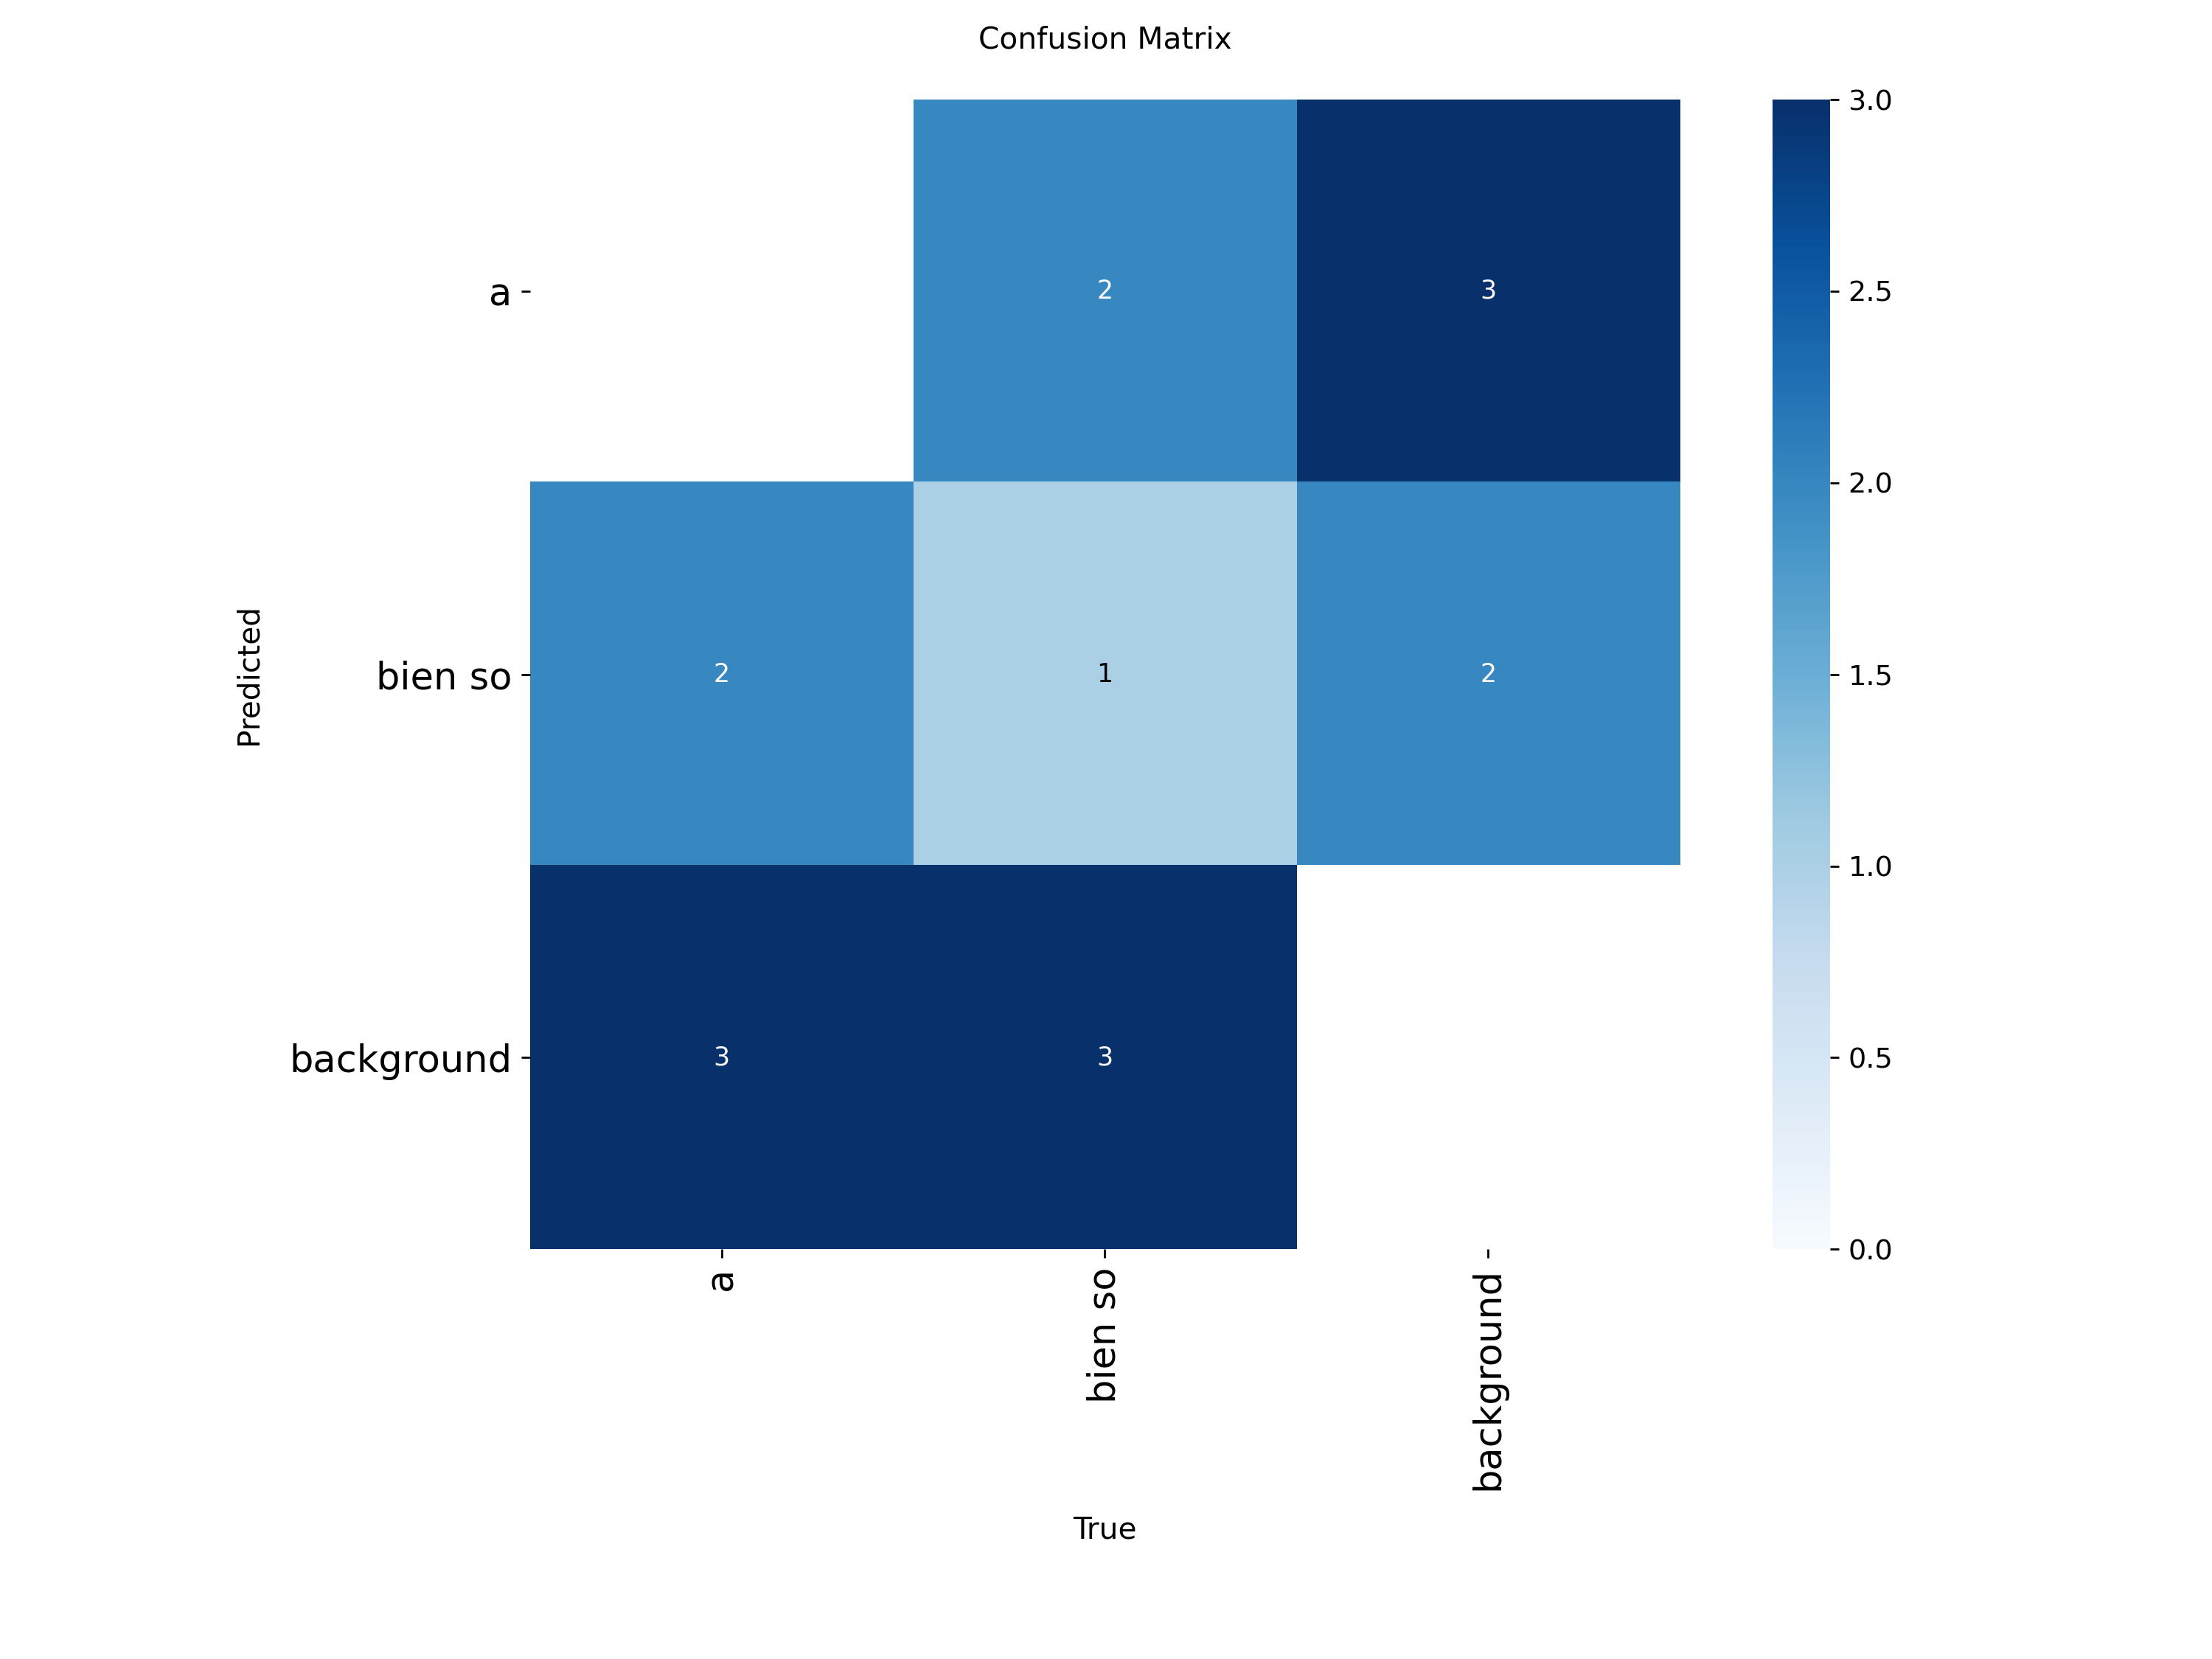 Confusion Matrix
a
bien so
background
Predicted
2
3
2
1
2
3
3
a
bien so
background
True
3.0
2.5
2.0
1.5
1.0
0.5
0.0